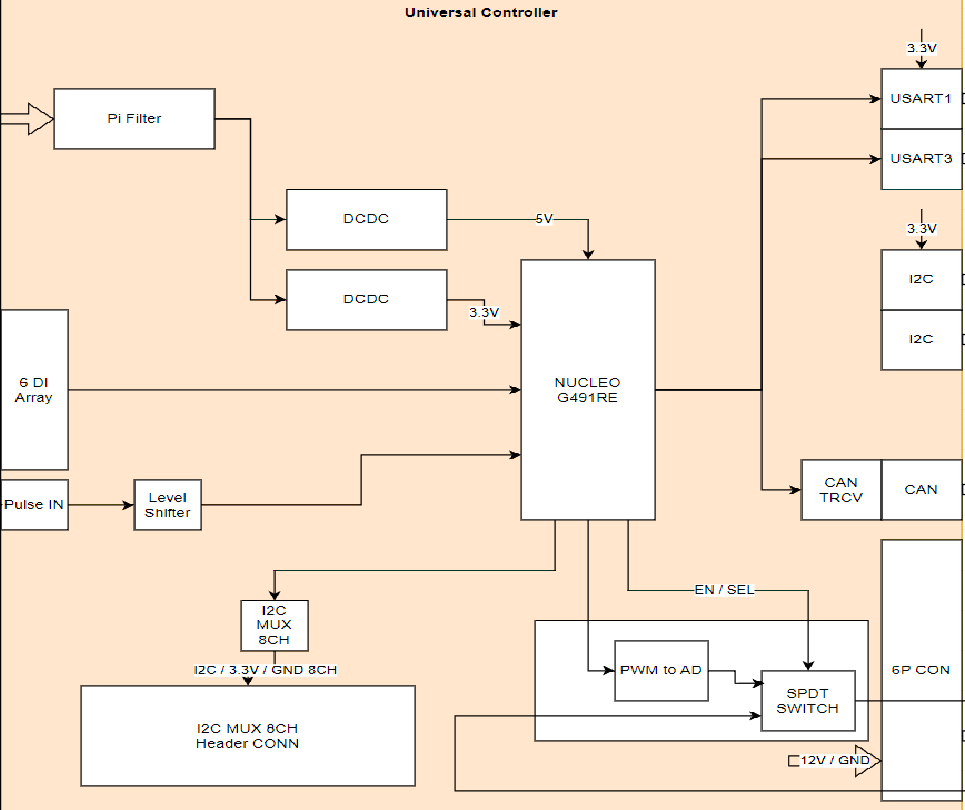 Universal Controller
3.3V
USART1
Pi Filter
USART3
DCDC
5V
3.3V
I2C
DCDC
3.3V
I2C
6 DI
Array
NUCLEO
G491RE
Pulse IN
Level
Shifter
CAN
TRCV
CAN
EN / SEL
I2C
MUX
8CH
I2C / 3.3V / GND 8CH
PWM to AD
6P CON
SPDT
SWITCH
I2C MUX 8CH
Header CONN
12V / GND